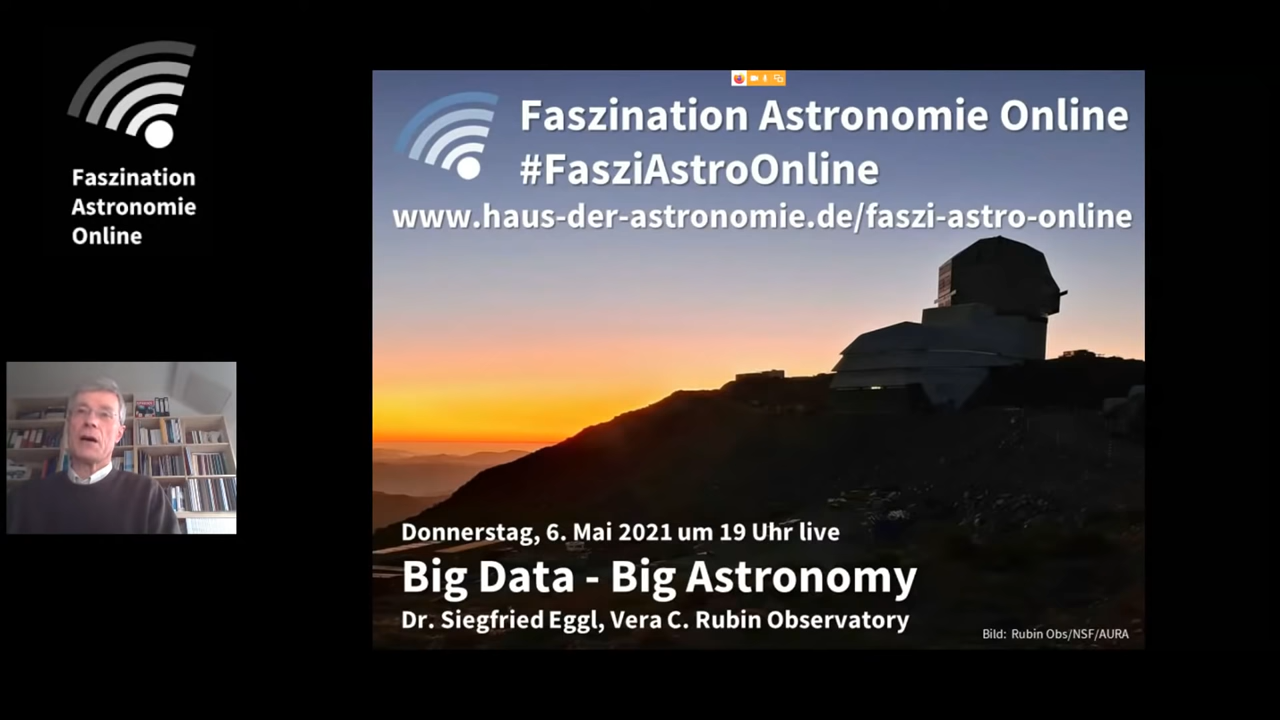 Faszination
Astronomie
Online
Faszination Astronomie Online
#FasziAstroOnline
www.haus-der-astronomie.de/faszi-astro-online
Donnerstag, 6. Mai 2021 um 19 Uhr live
Big Data - Big Astronomy
Dr. Siegfried Eggl, Vera C. Rubin Observatory
Bild: Rubin Obs/NSF/AURA